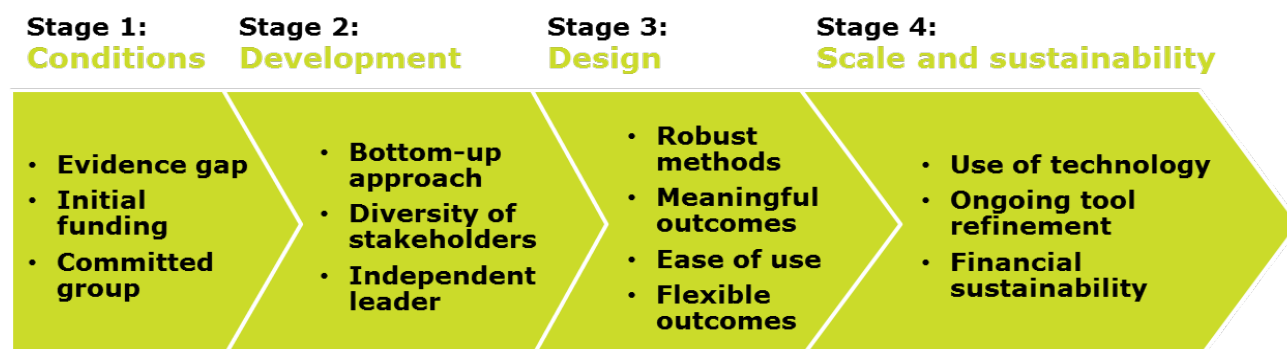 Stage 1:
Conditions
Stage 2:
Development
Stage 3:
Design
Stage 4:
Scale and sustainability
• Evidence gap
• Initial
funding
• Committed
group
• Bottom-up
approach
• Diversity of
stakeholders
• Independent
leader
• Robust
methods
• Meaningful
outcomes
• Ease of use
• Flexible
outcomes
• Use of technology
• Ongoing tool
refinement
• Financial
sustainability